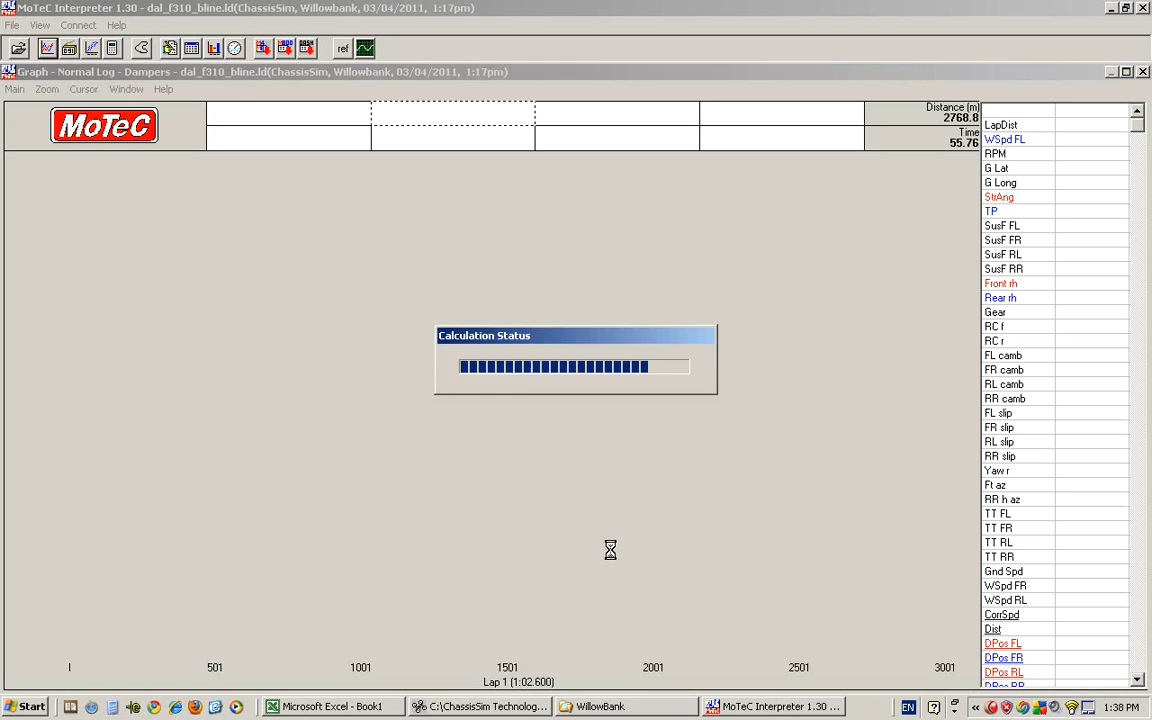 MoTeC Interpreter 1.30 - dal_f310_bline.ld(ChassisSim, Willowbank, 03/04/2011, 1:17pm)
File View Connect Help
ref
Graph - Normal Log - Dampers - dal_f310_bline.ld(ChassisSim, Willowbank, 03/04/2011, 1:17pm)
Main Zoom Cursor Window Help
MoTeC
Distance (m)
2768.8
Time
55.76
LapDist
WSpd FL
RPM
G Lat
G Long
StrAng
TP
SusF FL
SusF FR
SusF RL
SusF RR
Front rh
Rear rh
Gear
RC f
RC r
FL camb
FR camb
RL camb
RR camb
FL slip
FR slip
RL slip
RR slip
Yaw r
Ft az
RR h az
TT FL
TT FR
TT RL
TT RR
Gnd Spd
WSpd FR
WSpd RL
CorrSpd
Dist
DPos FL
DPos FR
DPos RL
DPos RR
Calculation Status
501 1001 1501 2001 2501 3001
Lap 1 (1:02.600)
Start Microsoft Excel - Book1 C:\ChassisSim Technolog... WillowBank MoTeC Interpreter 1.30 ... EN 1:38 PM